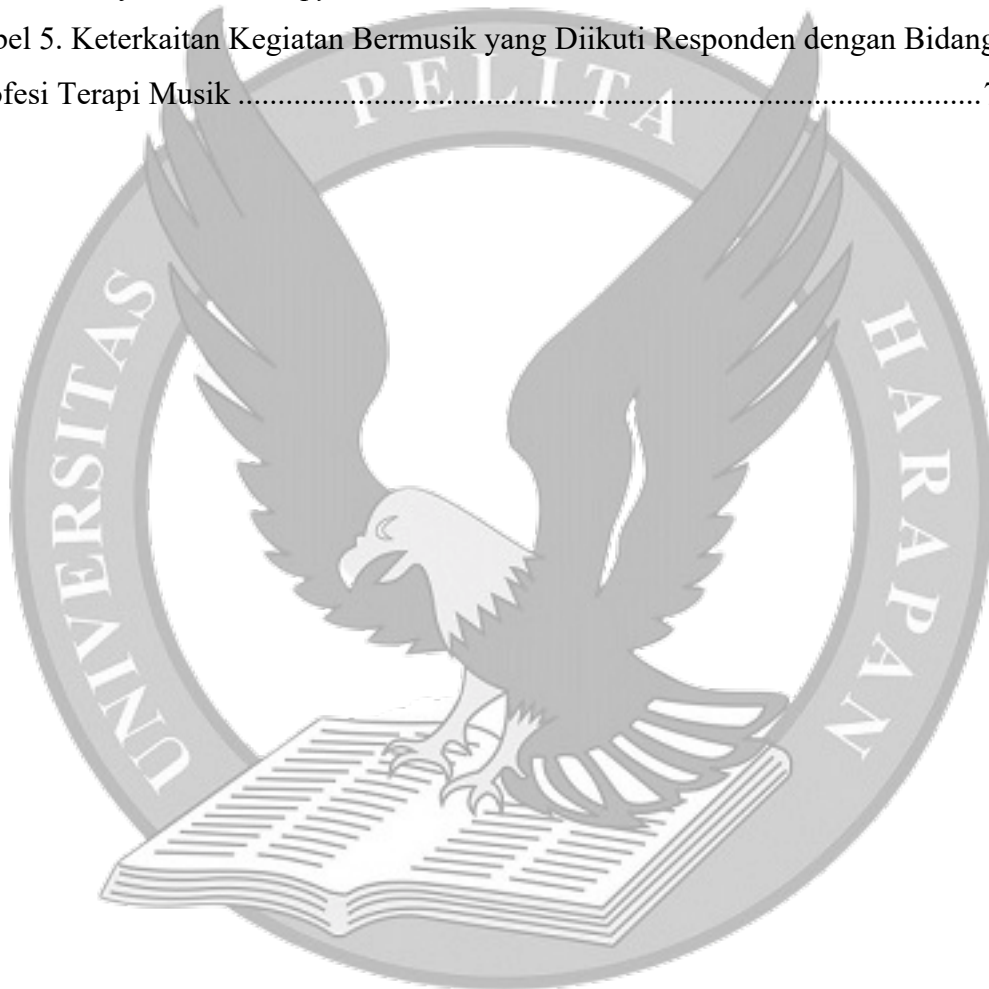 bel 5. Keterkaitan Kegiatan Bermusik yang Diikuti Responden dengan Bidang
ofesi Terapi Musik ....................................................................................
PELITA
UNIVERSITAS
HARAPAN